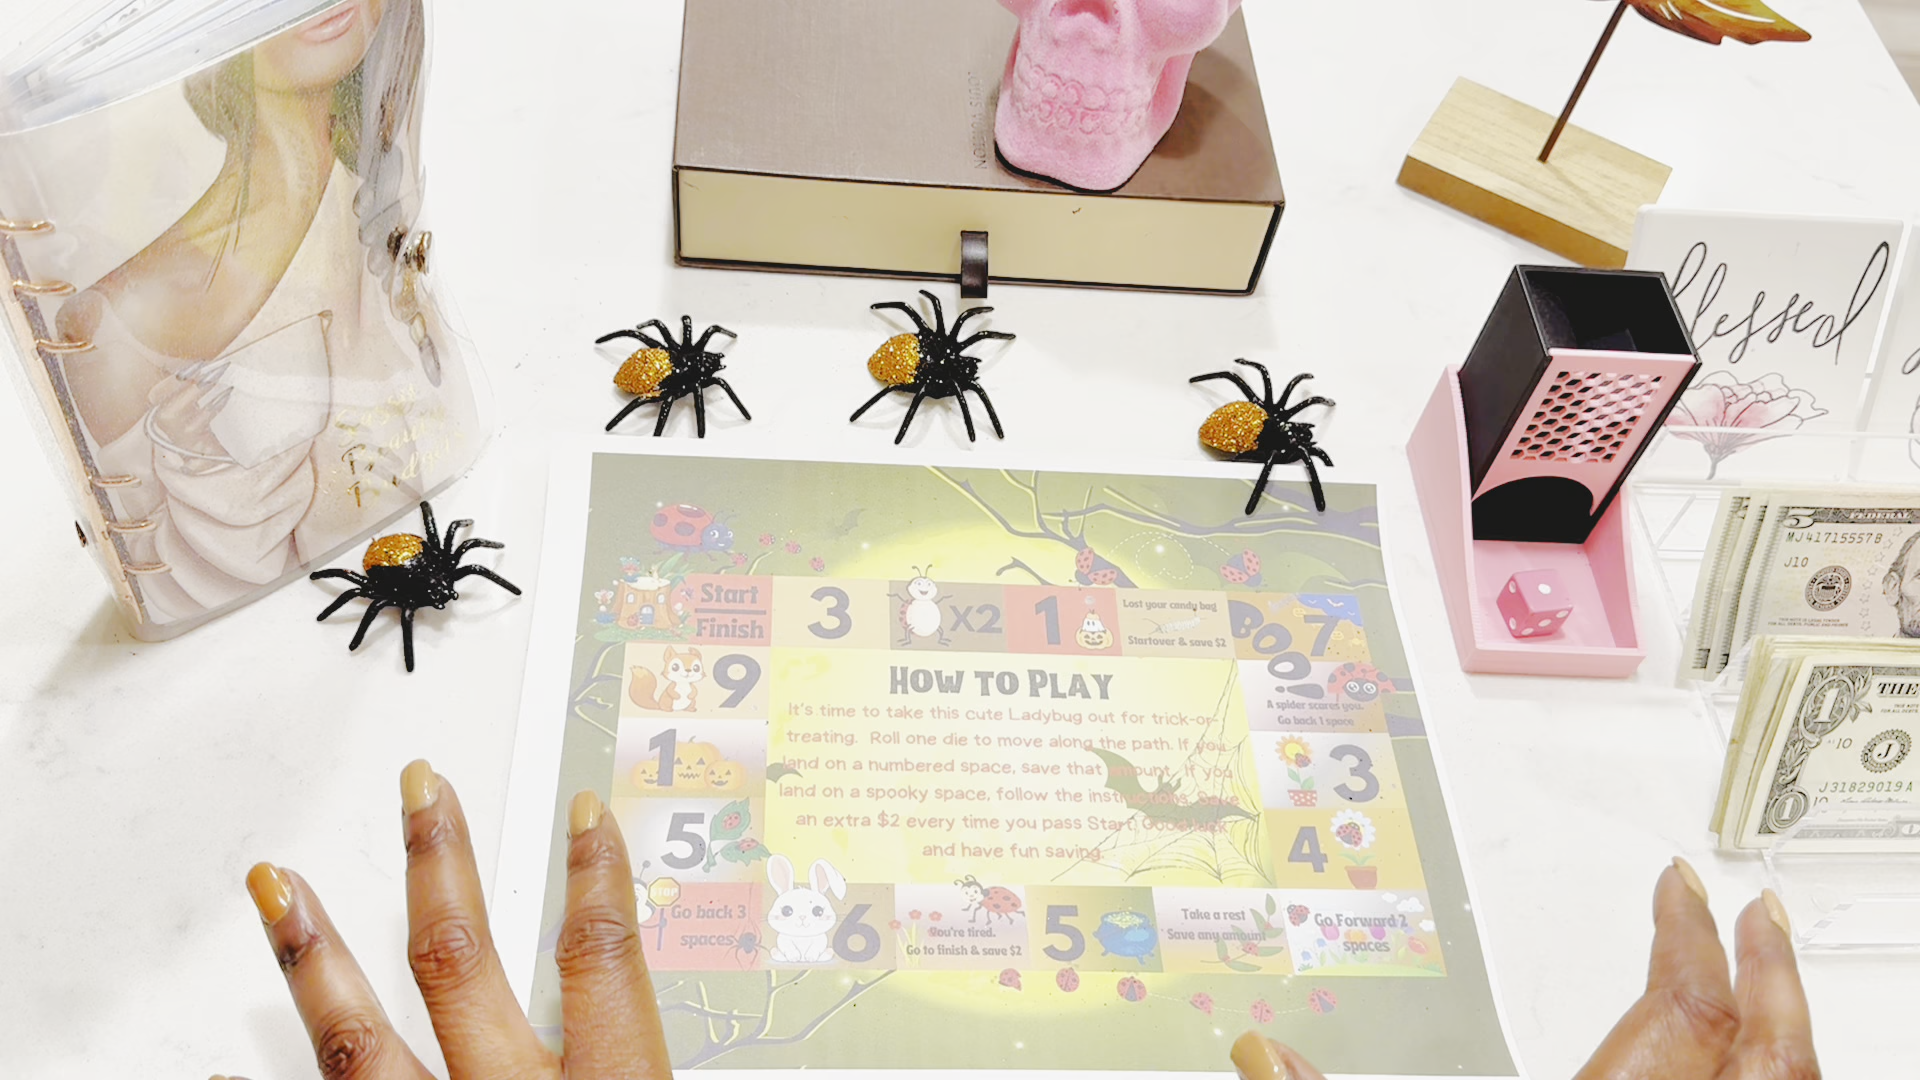 LOUIS VUITTON
Blessed
5
FEDERAL
MJ41715557B
J10
1
THE
J
J31829019A
Start
Finish
3
X2
1
Lost your candy bag
Startover & save $2
BOO!
7
A spider scares you.
Go back 1 space
3
4
Go Forward 2
spaces
Take a rest
Save any amount
5
You're tired.
Go to finish & save $2
6
STOP
Go back 3
spaces
5
1
9
HOW TO PLAY
It's time to take this cute Ladybug out for trick-or-
treating. Roll one die to move along the path. If you
land on a numbered space, save that amount. If you
land on a spooky space, follow the instructions. Save
an extra $2 every time you pass Start. Good luck
and have fun saving.